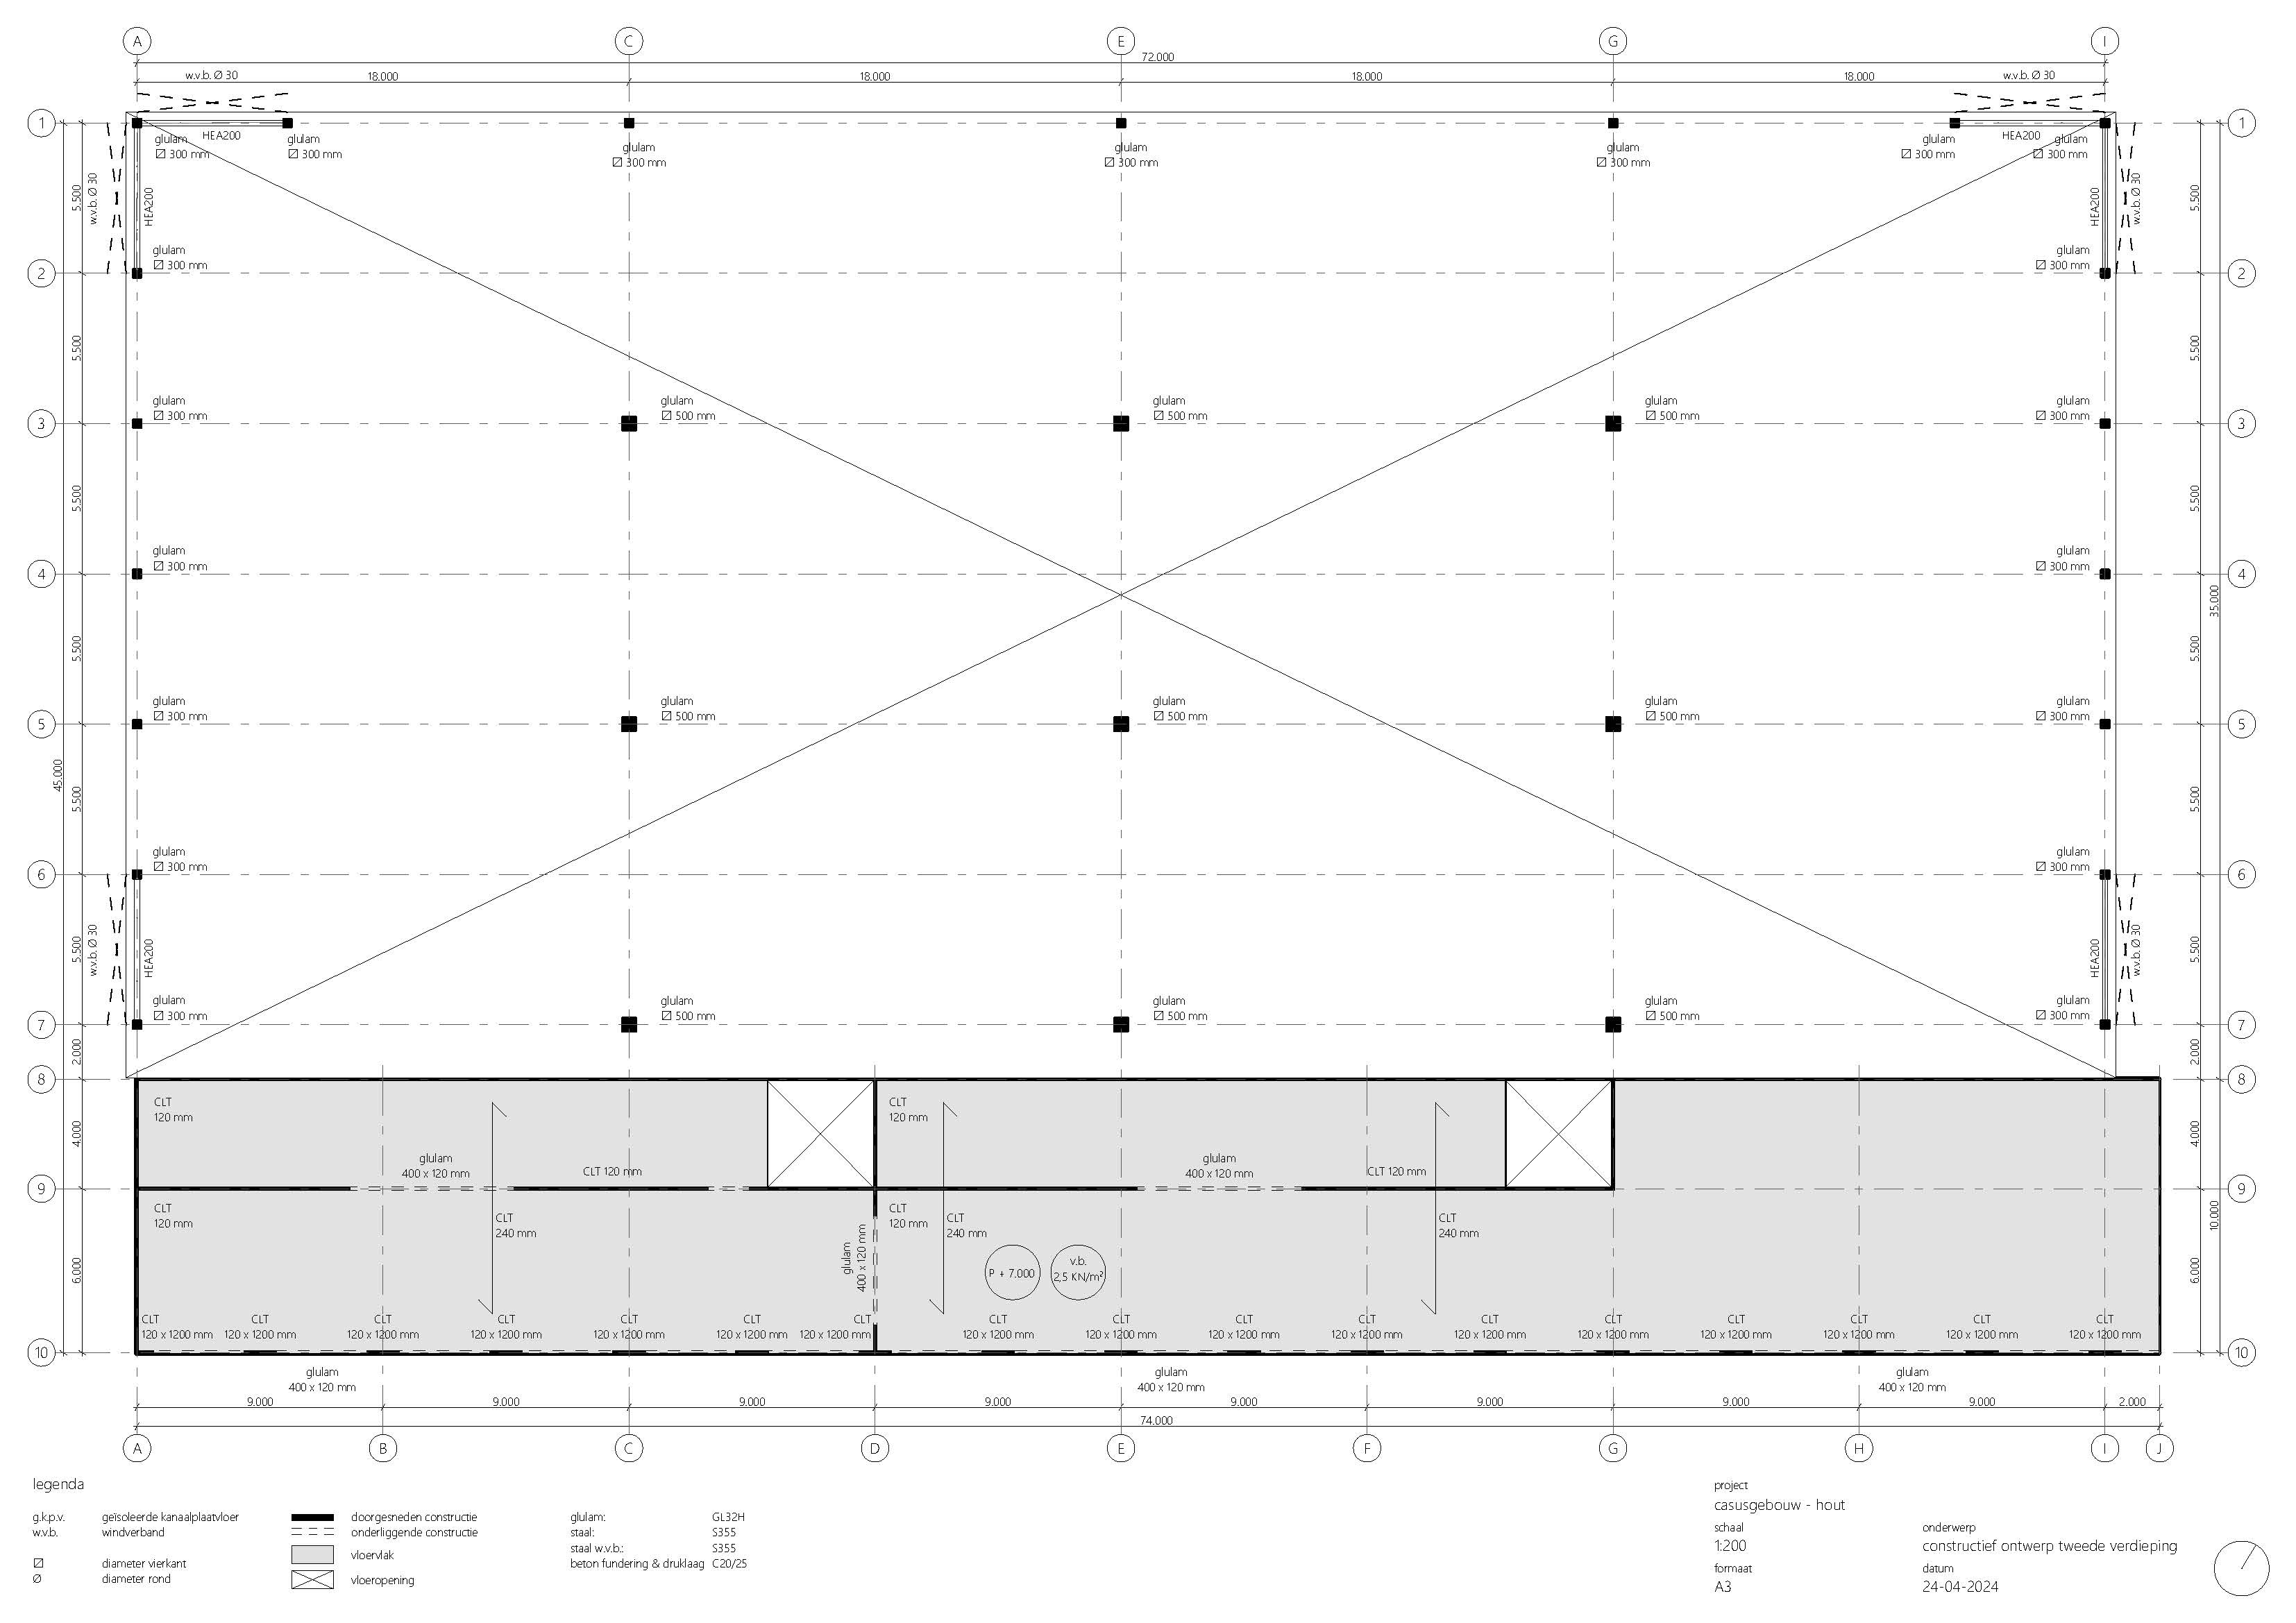 A C E G I
72.000
w.v.b. Ø 30 18.000 18.000 18.000 18.000 w.v.b. Ø 30
1 HEA200 HEA200 1
glulam glulam glulam glulam glulam glulam glulam
300 mm 300 mm 300 mm 300 mm 300 mm 300 mm 300 mm
5.500 w.v.b. Ø 30 HEA200 HEA200 w.v.b. Ø 30 5.500
glulam glulam
2 300 mm 300 mm 2
5.500 5.500
glulam glulam glulam glulam glulam
3 300 mm 500 mm 500 mm 500 mm 300 mm 3
5.500 5.500
glulam glulam
4 300 mm 300 mm 4
35.000
5.500 5.500
glulam glulam glulam glulam glulam
5 300 mm 500 mm 500 mm 500 mm 300 mm 5
45.000
5.500 5.500
glulam glulam
6 300 mm 300 mm 6
5.500 w.v.b. Ø 30 HEA200 HEA200 w.v.b. Ø 30 5.500
glulam glulam glulam glulam glulam
7 300 mm 500 mm 500 mm 500 mm 300 mm 7
2.000 2.000
8 8
CLT CLT
120 mm 120 mm
4.000 4.000
glulam glulam
400 x 120 mm CLT 120 mm 400 x 120 mm CLT 120 mm
9 9
CLT CLT
120 mm 120 mm
CLT CLT CLT
240 mm 240 mm 240 mm
10.000
glulam
400 x 120 mm
6.000 6.000
P + 7.000
v.b.
2,5 KN/m²
CLT CLT CLT CLT CLT CLT CLT CLT CLT CLT CLT CLT CLT CLT CLT CLT CLT
120 x 1200 mm 120 x 1200 mm 120 x 1200 mm 120 x 1200 mm 120 x 1200 mm 120 x 1200 mm 120 x 1200 mm 120 x 1200 mm 120 x 1200 mm 120 x 1200 mm 120 x 1200 mm 120 x 1200 mm 120 x 1200 mm 120 x 1200 mm 120 x 1200 mm 120 x 1200 mm 120 x 1200 mm
10 10
glulam glulam glulam
400 x 120 mm 400 x 120 mm 400 x 120 mm
9.000 9.000 9.000 9.000 9.000 9.000 9.000 9.000 2.000
74.000
A B C D E F G H I J
legenda
g.k.p.v. geïsoleerde kanaalplaatvloer
w.v.b. windverband
diameter vierkant
Ø diameter rond
doorgesneden constructie
onderliggende constructie
vloervlak
vloeropening
glulam: GL32H
staal: S355
staal w.v.b.: S355
beton fundering & druklaag C20/25
project
casusgebouw - hout
schaal
1:200
formaat
A3
onderwerp
constructief ontwerp tweede verdieping
datum
24-04-2024